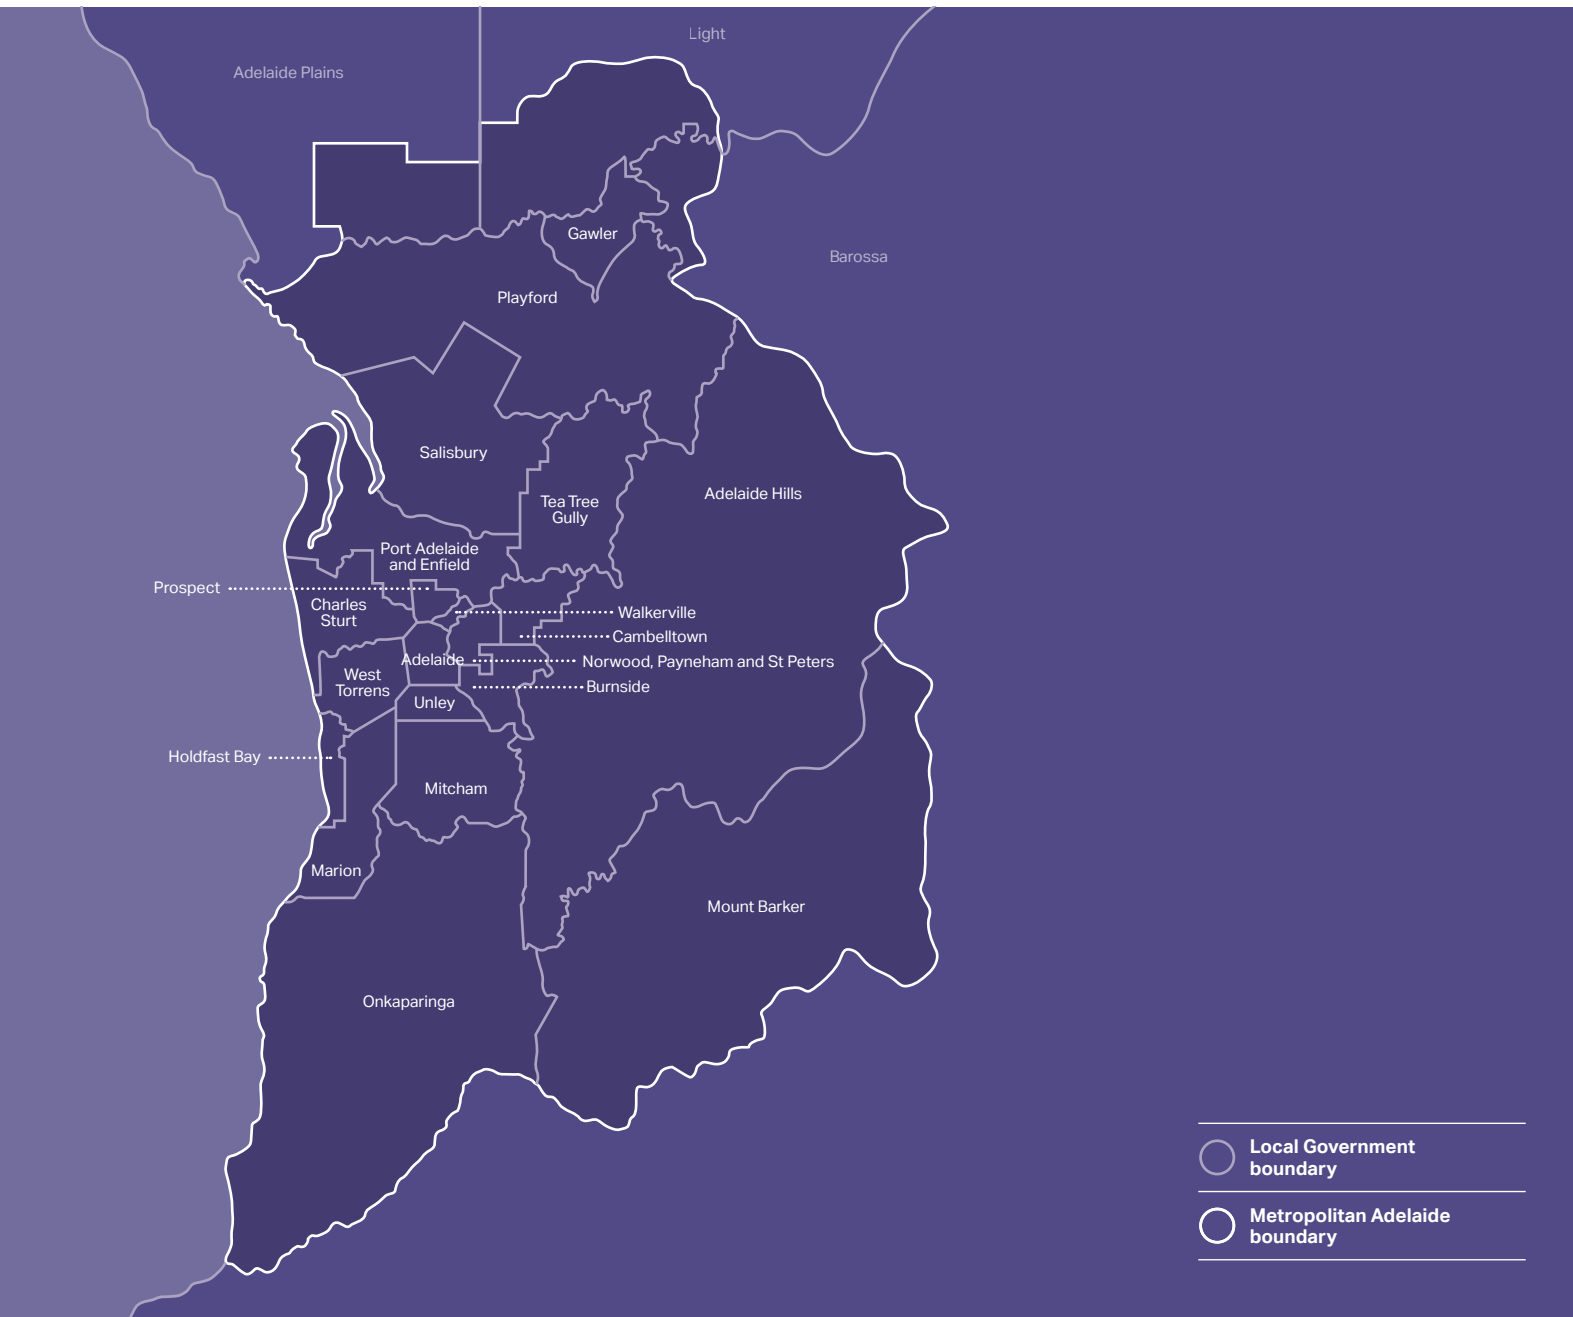 Light
Adelaide Plains
Gawler
Barossa
Playford
Salisbury
Adelaide Hills
Tea Tree
Gully
Port Adelaide
and Enfield
Prospect
Charles
Sturt
Walkerville
Cambelltown
Adelaide
Norwood, Payneham and St Peters
West
Torrens
Burnside
Unley
Holdfast Bay
Mitcham
Marion
Mount Barker
Onkaparinga
Local Government
boundary
Metropolitan Adelaide
boundary